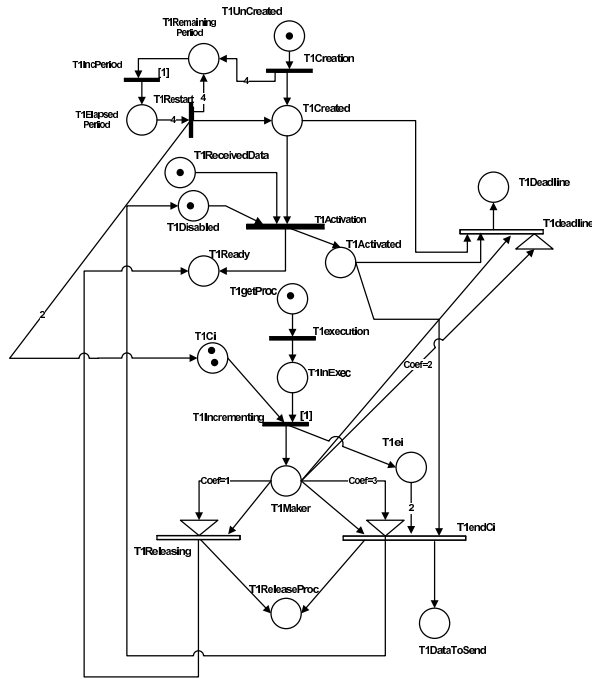 T1UnCreated
T1Remaining
Period
T1Creation
T1IncPeriod
[1]
4
T1Restart
4
T1Elapsed
Period
4
T1Created
T1ReceivedData
T1Deadline
T1Disabled
T1Activation
T1deadline
T1Activated
T1Ready
T1getProc
2
T1execution
T1Ci
T1InExec
Coef=2
T1Incrementing
[1]
T1ei
Coef=1
Coef=3
T1Maker
2
T1endCi
T1Releasing
T1ReleaseProc
T1DataToSend